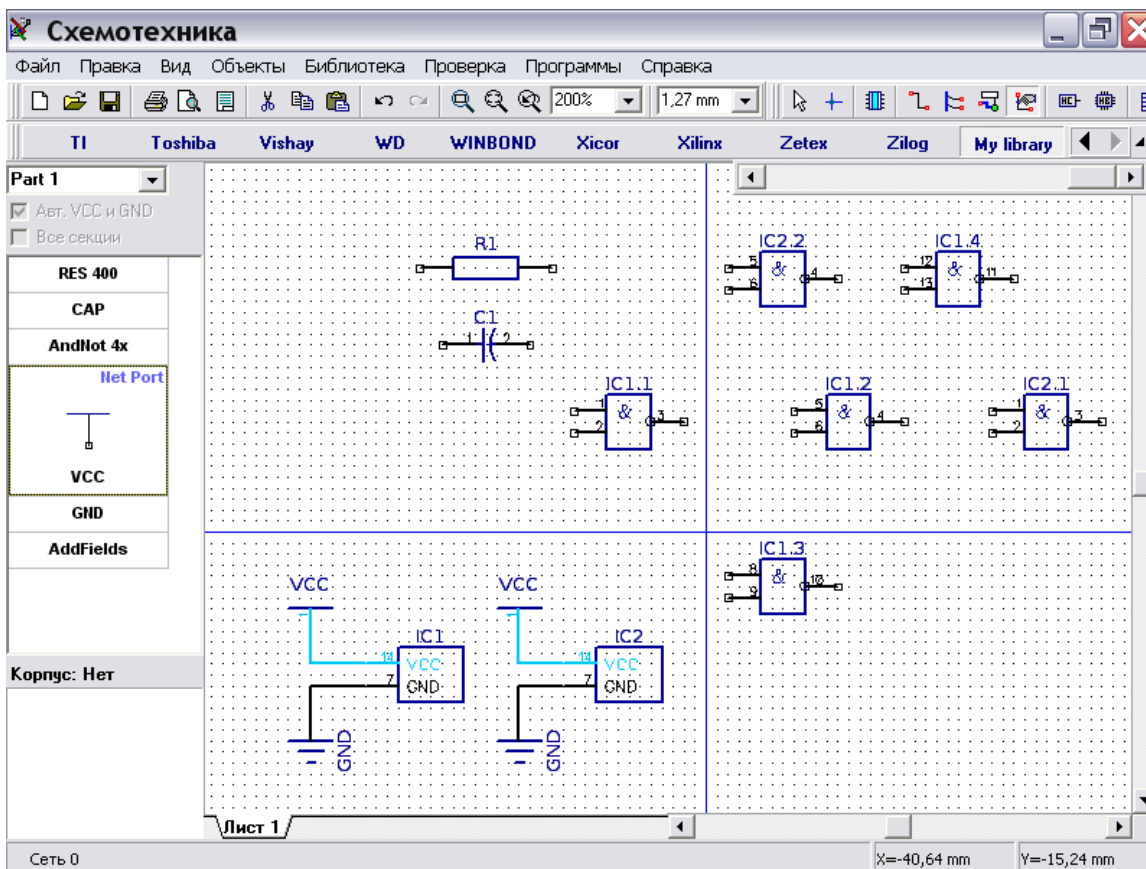 Схемотехника
Файл Правка Вид Объекты Библиотека Проверка Программы Справка
200% 1,27 mm
TI Toshiba Vishay WD WINBOND Xicor Xilinx Zetex Zilog My library
Part 1
Авт. VCC и GND
Все секции
RES 400
CAP
AndNot 4x
Net Port
VCC
GND
AddFields
Корпус: Нет
R1
C1
1 2
IC1.1
1 & 3
2
IC2.2
5 & 4
6
IC1.4
12 & 11
13
IC1.2
5 & 4
6
IC2.1
1 & 3
2
IC1.3
8 & 10
9
VCC
1
IC1
14 VCC
7 GND
GND
VCC
1
IC2
14 VCC
7 GND
GND
Лист 1
Сеть 0 X=-40,64 mm Y=-15,24 mm